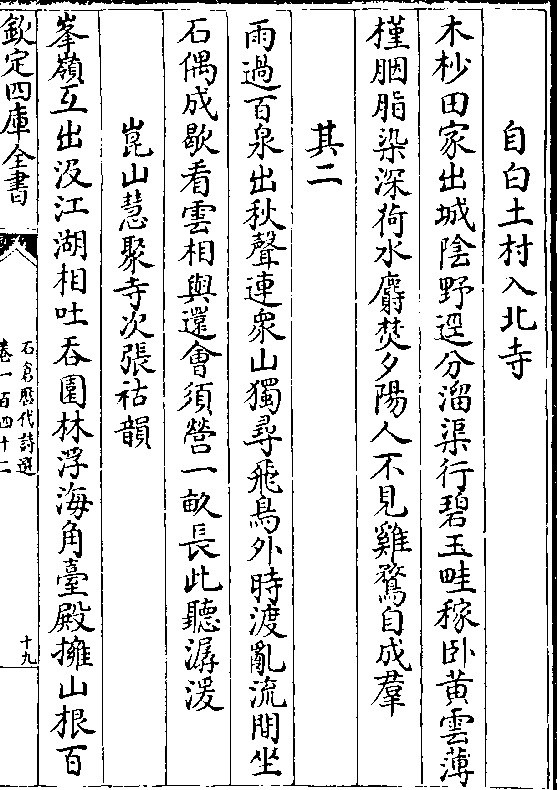 自白土村入北寺
木杪田家出城陰野逕分溜渠行碧玉畦稼卧黄雲薄
槿胭脂染深荷水麝焚夕陽人不見雞鶩自成羣
其二
雨過百泉出秋聲連衆山獨尋飛鳥外時渡亂流間坐
石偶成歇看雲相與還會須營一畝長此聽潺湲
崑山慧聚寺次張祜韻
峯嶺互出没江湖相吐吞園林浮海角臺殿擁山根百
欽定四庫全書
石倉歷代詩選
卷一百四十二
十九